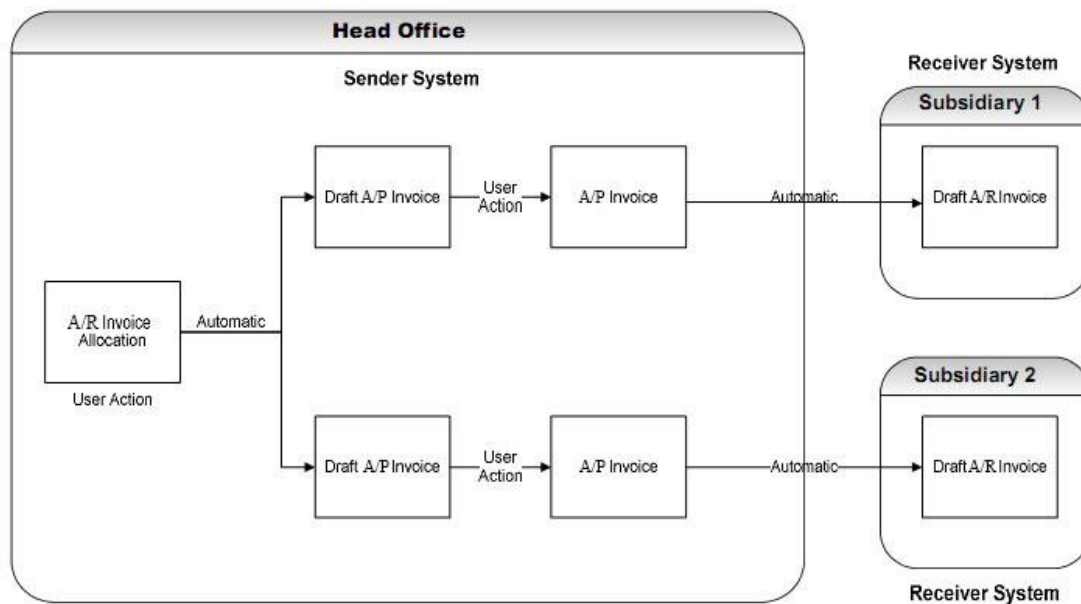 Head Office
Sender System
Receiver System
Subsidiary 1
Draft A/P Invoice
User
Action
A/P Invoice
Automatic
Draft A/R Invoice
A/R Invoice
Allocation
Automatic
User Action
Subsidiary 2
Draft A/P Invoice
User
Action
A/P Invoice
Automatic
Draft A/R Invoice
Receiver System